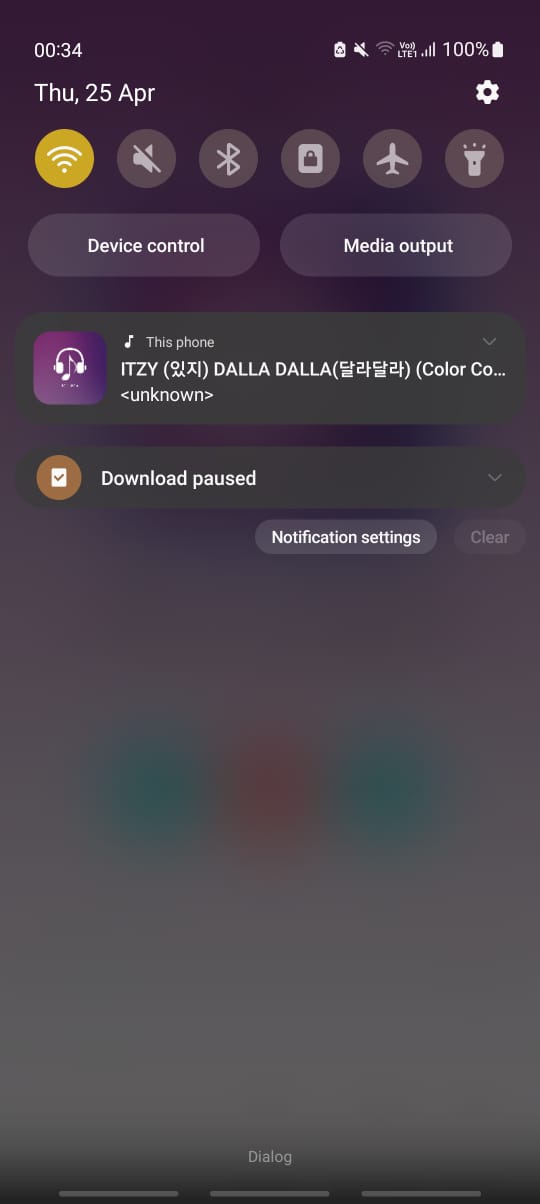 00:34
Vo)) LTE1
100%
Thu, 25 Apr
Device control
Media output
This phone
ITZY (있지) DALLA DALLA(달라달라) (Color Co...
<unknown>
Download paused
Notification settings
Clear
Dialog